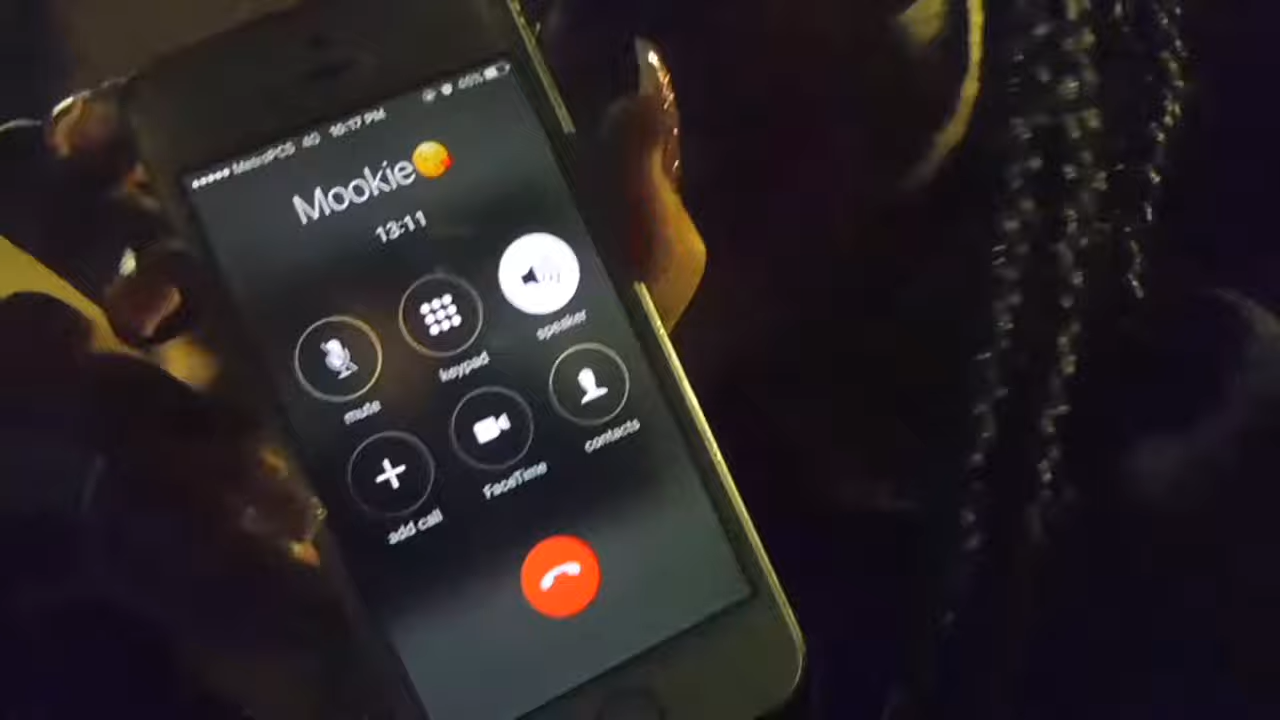 MetroPCS 4G 10:17 PM 65%
Mookie😘
13:11
mute
keypad
speaker
add call
FaceTime
contacts